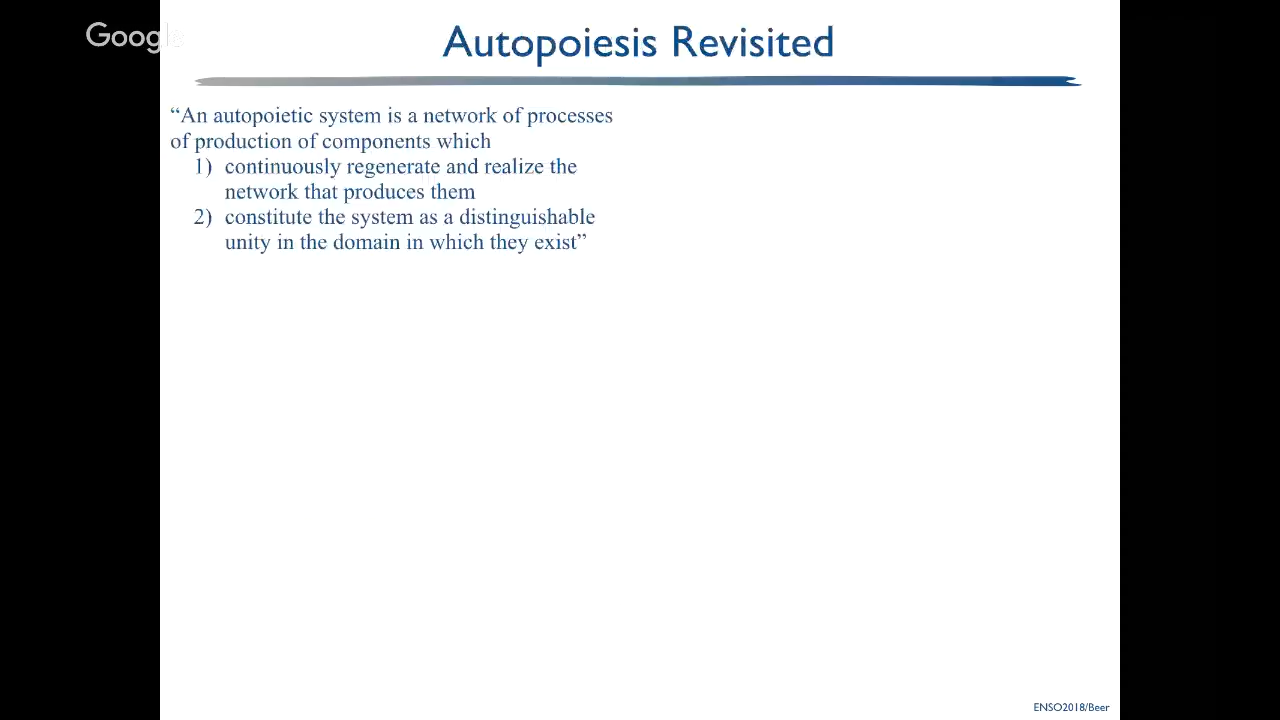 Google
Autopoiesis Revisited
“An autopoietic system is a network of processes
of production of components which
1) continuously regenerate and realize the
network that produces them
2) constitute the system as a distinguishable
unity in the domain in which they exist”
ENSO2018/Beer